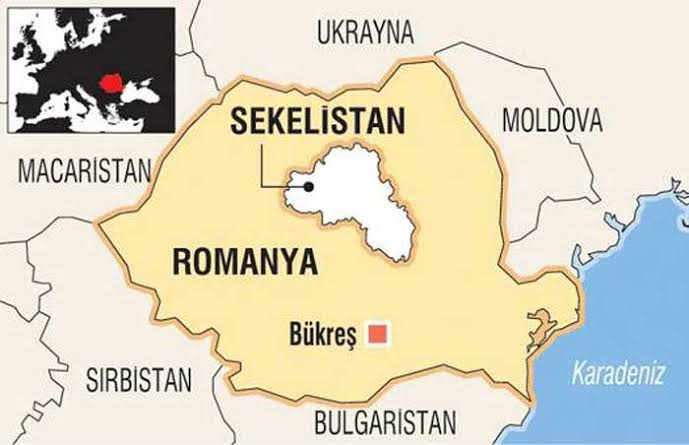 UKRAYNA
SEKELİSTAN
MOLDOVA
MACARİSTAN
ROMANYA
Bükreş
SIRBİSTAN
Karadeniz
BULGARİSTAN